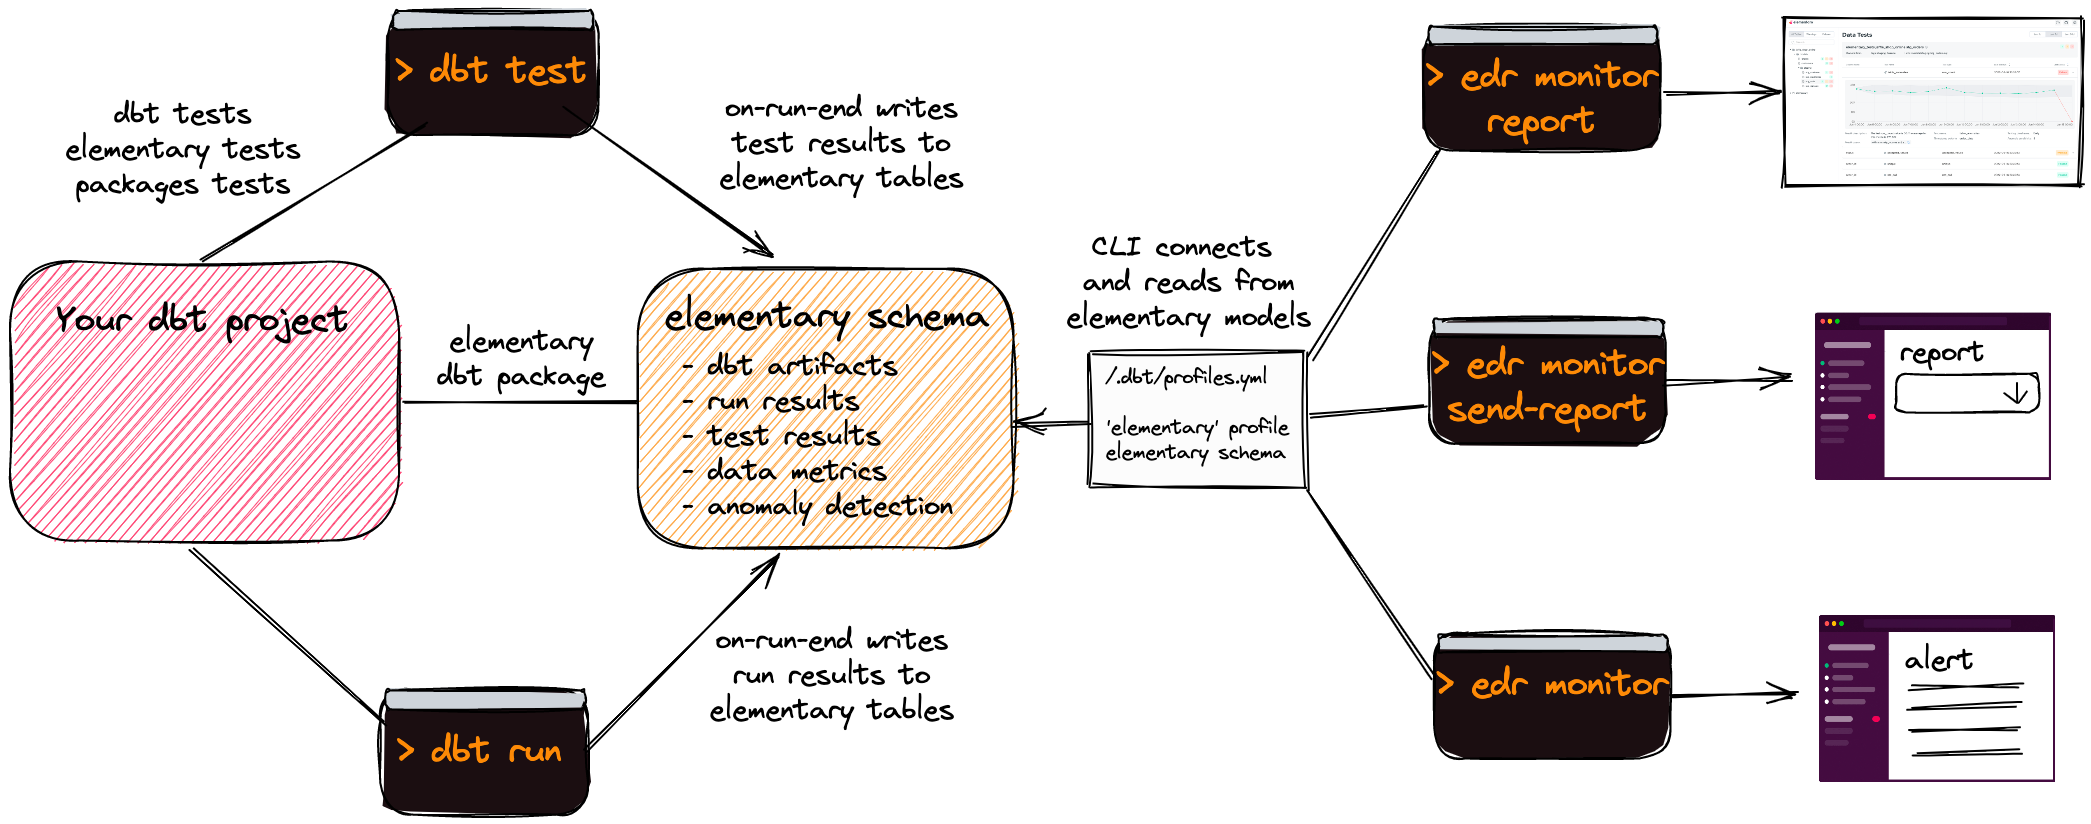 > dbt test
dbt tests
elementary tests
packages tests
on-run-end writes
test results to
elementary tables
Your dbt project
elementary
dbt package
elementary schema
- dbt artifacts
- run results
- test results
- data metrics
- anomaly detection
> dbt run
on-run-end writes
run results to
elementary tables
CLI connects
and reads from
elementary models
/.dbt/profiles.yml
'elementary' profile
elementary schema
> edr monitor
report
Data Tests
> edr monitor
send-report
report
> edr monitor
alert